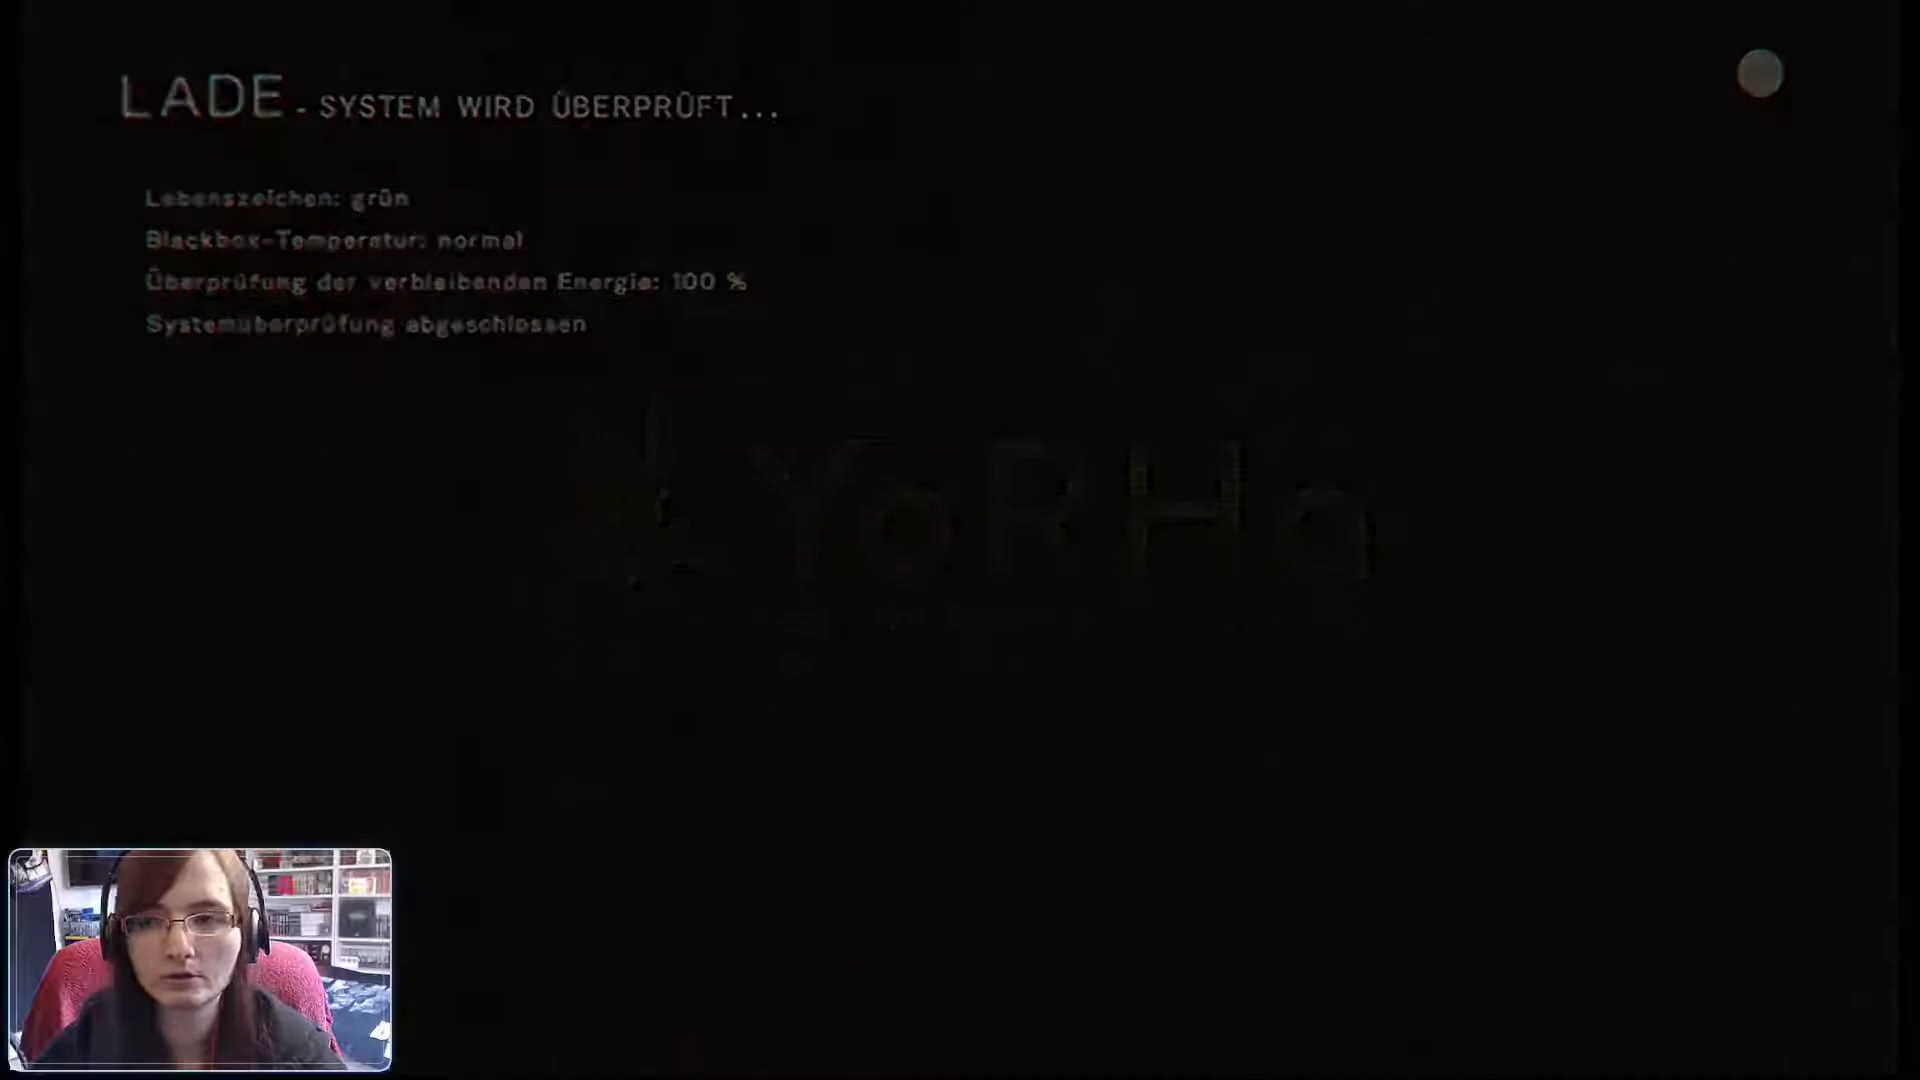 LADE - SYSTEM WIRD ÜBERPRÜFT...
Lebenszeichen: grün
Blackbox-Temperatur: normal
Überprüfung der verbleibenden Energie: 100 %
Systemüberprüfung abgeschlossen
YoRHa